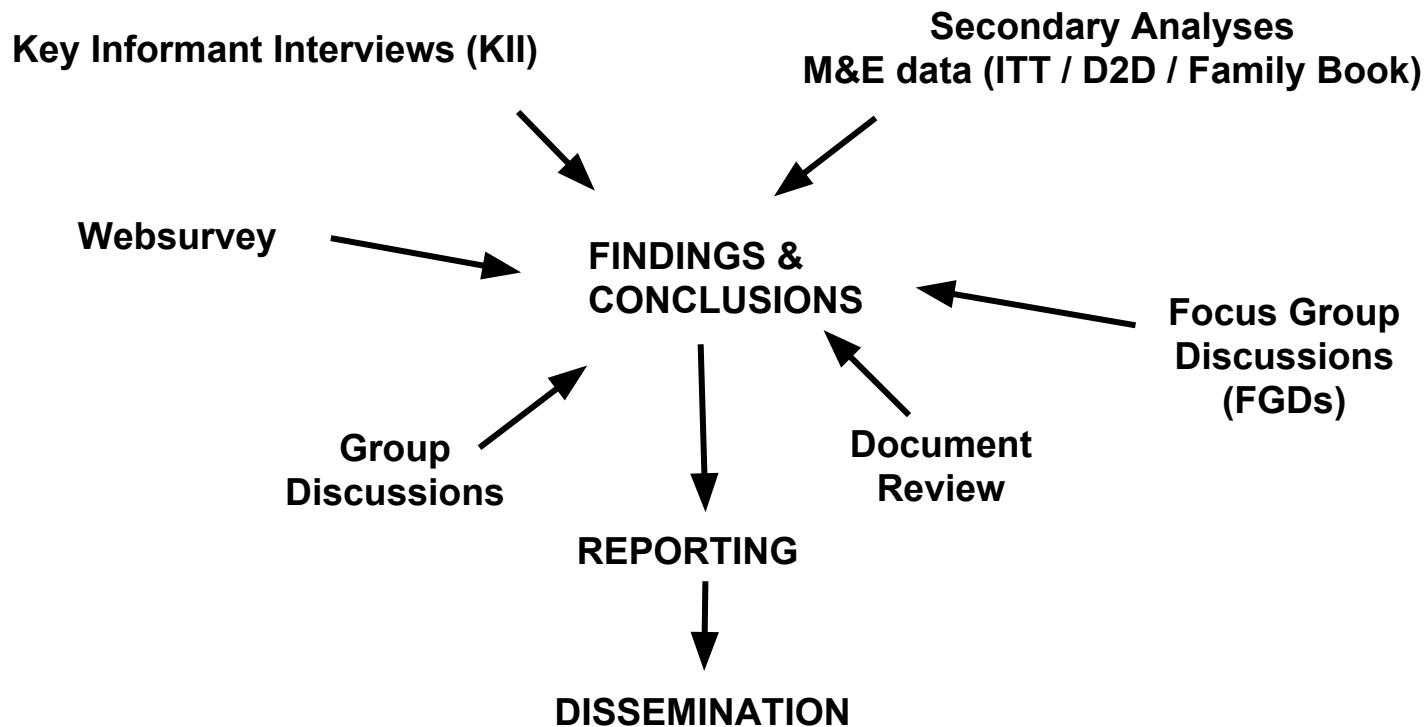 Key Informant Interviews (KII)
Secondary Analyses
M&E data (ITT / D2D / Family Book)
Websurvey
FINDINGS &
CONCLUSIONS
Focus Group
Discussions
(FGDs)
Group
Discussions
Document
Review
REPORTING
DISSEMINATION